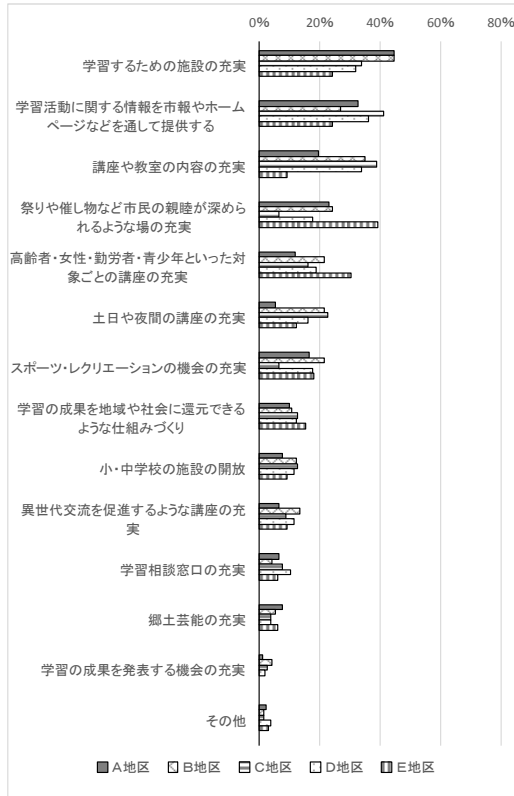 0% 20% 40% 60% 80%
学習するための施設の充実
学習活動に関する情報を市報やホーム
ページなどを通して提供する
講座や教室の内容の充実
祭りや催し物など市民の親睦が深めら
れるような場の充実
高齢者・女性・勤労者・青少年といった対
象ごとの講座の充実
土日や夜間の講座の充実
スポーツ・レクリエーションの機会の充実
学習の成果を地域や社会に還元できる
ような仕組みづくり
小・中学校の施設の開放
異世代交流を促進するような講座の充
実
学習相談窓口の充実
郷土芸能の充実
学習の成果を発表する機会の充実
その他
A地区 B地区 C地区 D地区 E地区